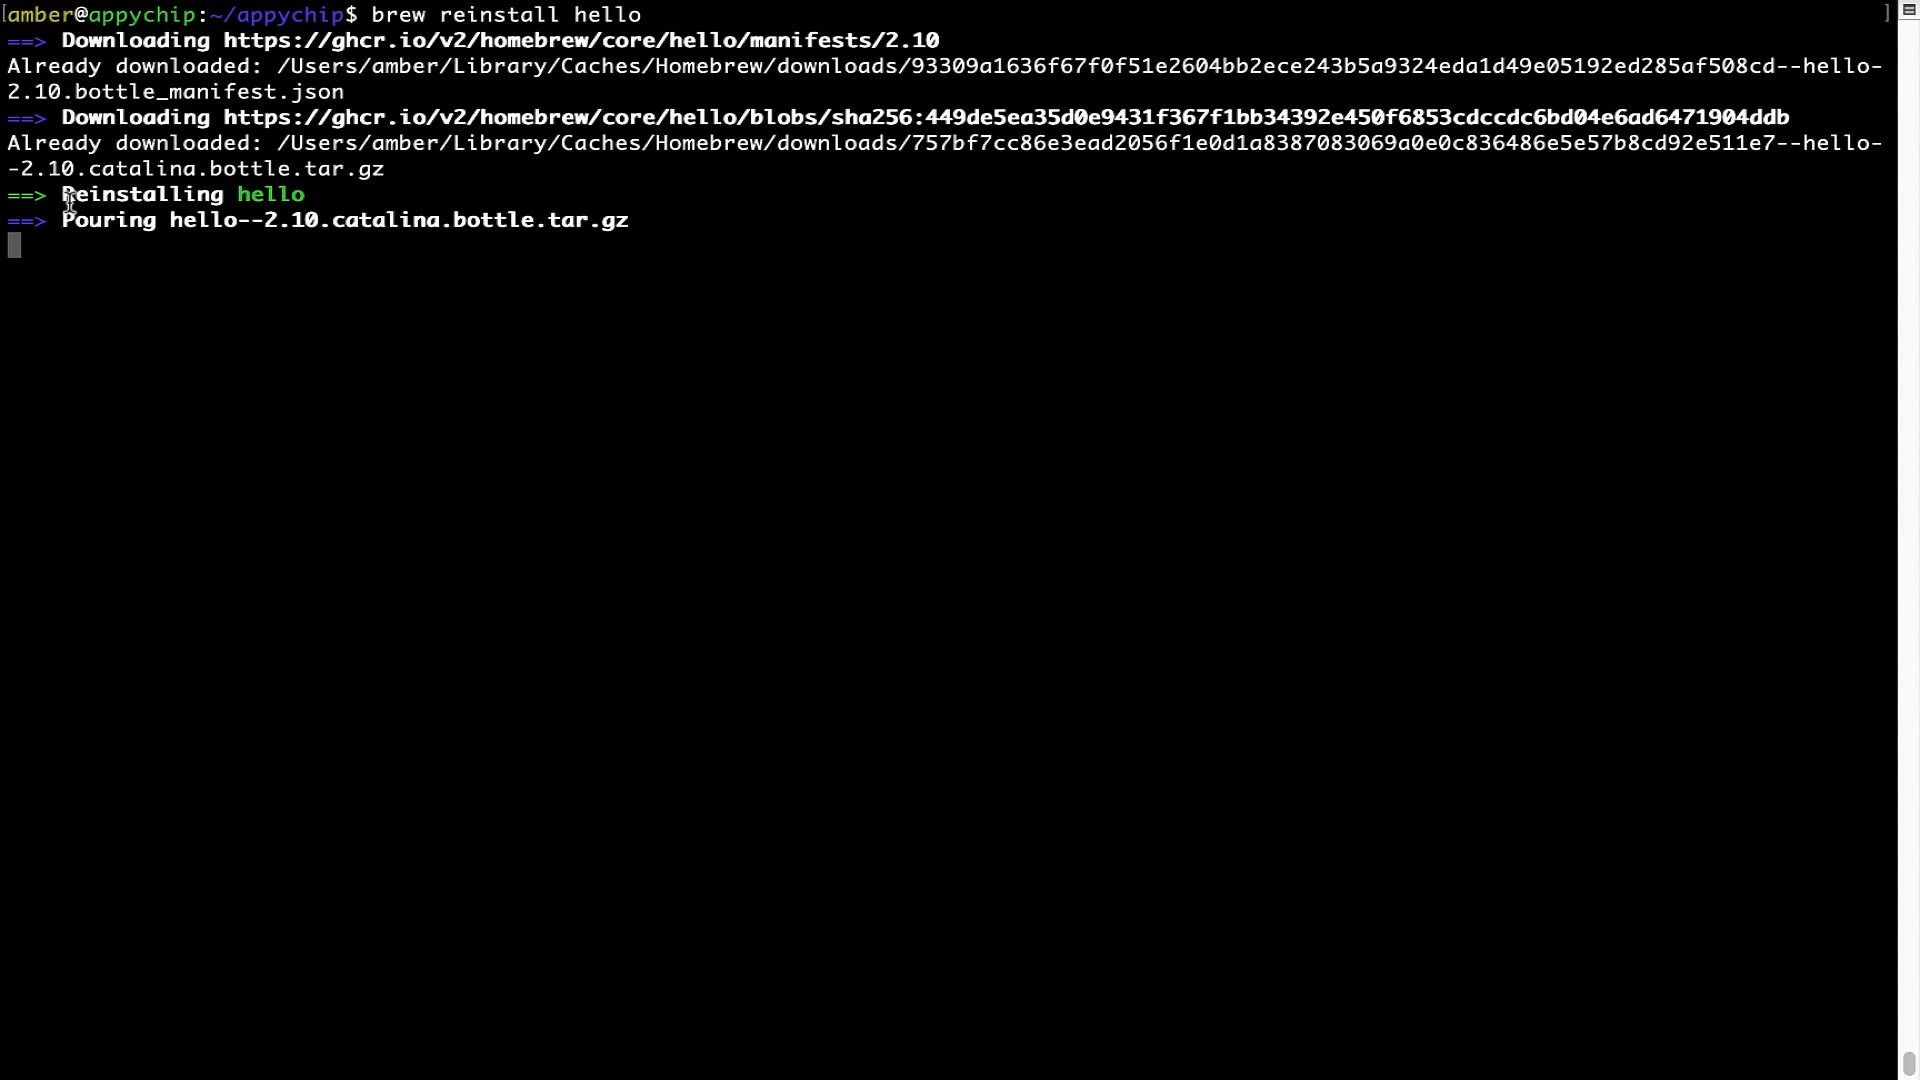 [amber@appychip:~/appychip$ brew reinstall hello ]
==> Downloading https://ghcr.io/v2/homebrew/core/hello/manifests/2.10
Already downloaded: /Users/amber/Library/Caches/Homebrew/downloads/93309a1636f67f0f51e2604bb2ece243b5a9324eda1d49e05192ed285af508cd--hello-
2.10.bottle_manifest.json
==> Downloading https://ghcr.io/v2/homebrew/core/hello/blobs/sha256:449de5ea35d0e9431f367f1bb34392e450f6853cdccdc6bd04e6ad6471904ddb
Already downloaded: /Users/amber/Library/Caches/Homebrew/downloads/757bf7cc86e3ead2056f1e0d1a8387083069a0e0c836486e5e57b8cd92e511e7--hello-
-2.10.catalina.bottle.tar.gz
==> Reinstalling hello
==> Pouring hello--2.10.catalina.bottle.tar.gz